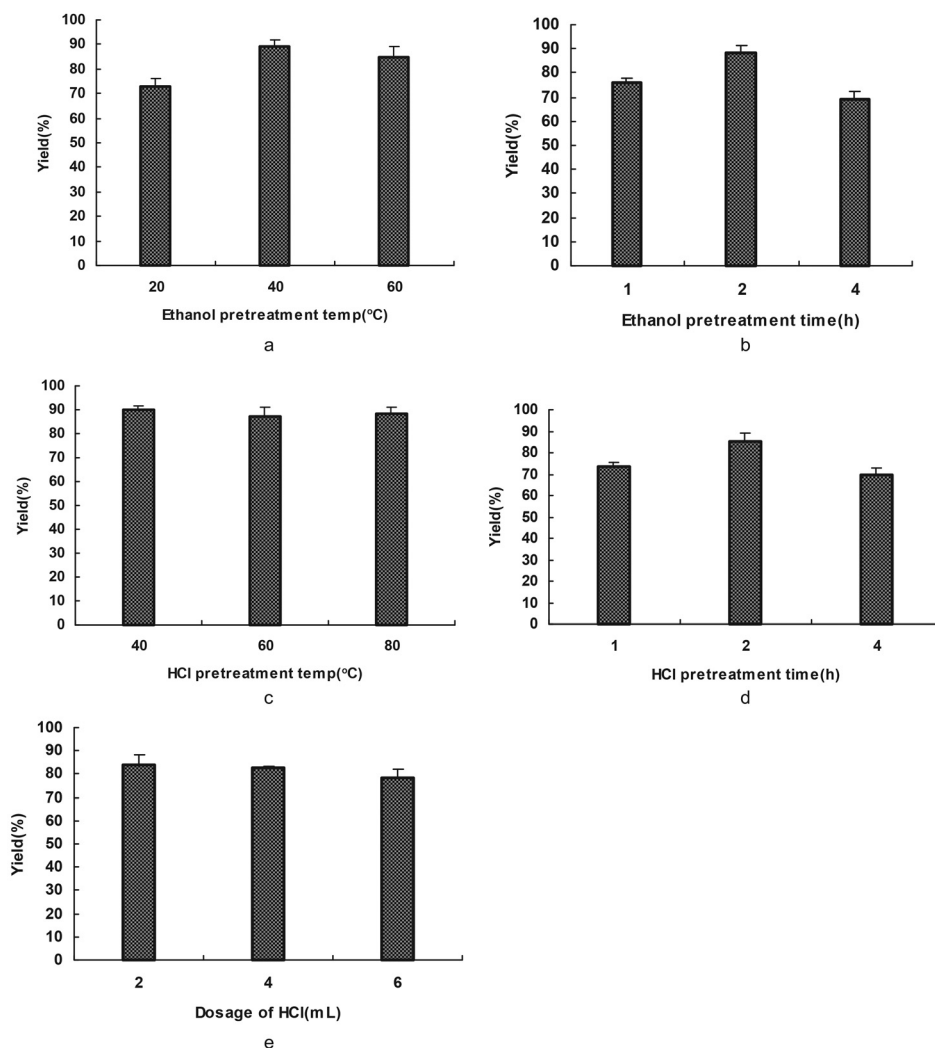 100
90
80
70
60
50
40
30
20
10
0
Yield(%)
20 40 60
Ethanol pretreatment temp(ºC)
a
100
90
80
70
60
50
40
30
20
10
0
Yield(%)
1 2 4
Ethanol pretreatment time(h)
b
100
90
80
70
60
50
40
30
20
10
0
Yield(%)
40 60 80
HCl pretreatment temp(ºC)
c
100
90
80
70
60
50
40
30
20
10
0
Yield(%)
1 2 4
HCl pretreatment time(h)
d
100
90
80
70
60
50
40
30
20
10
0
Yield(%)
2 4 6
Dosage of HCl(mL)
e